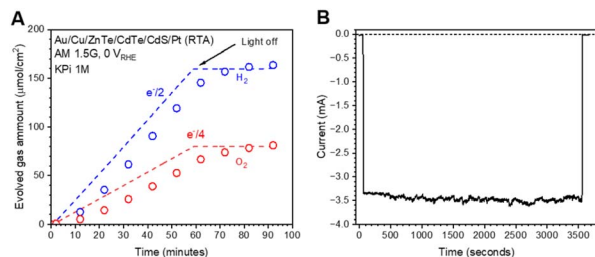 A
Au/Cu/ZnTe/CdTe/CdS/Pt (RTA)
AM 1.5G, 0 VRHE
KPi 1M
Light off
H2
e-/2
e-/4
O2
200
150
100
50
0
Evolved gas ammount (μmol/cm2)
0 10 20 30 40 50 60 70 80 90 100
Time (minutes)
B
0.0
−0.5
−1.0
−1.5
−2.0
−2.5
−3.0
−3.5
−4.0
Current (mA)
0 500 1000 1500 2000 2500 3000 3500
Time (seconds)